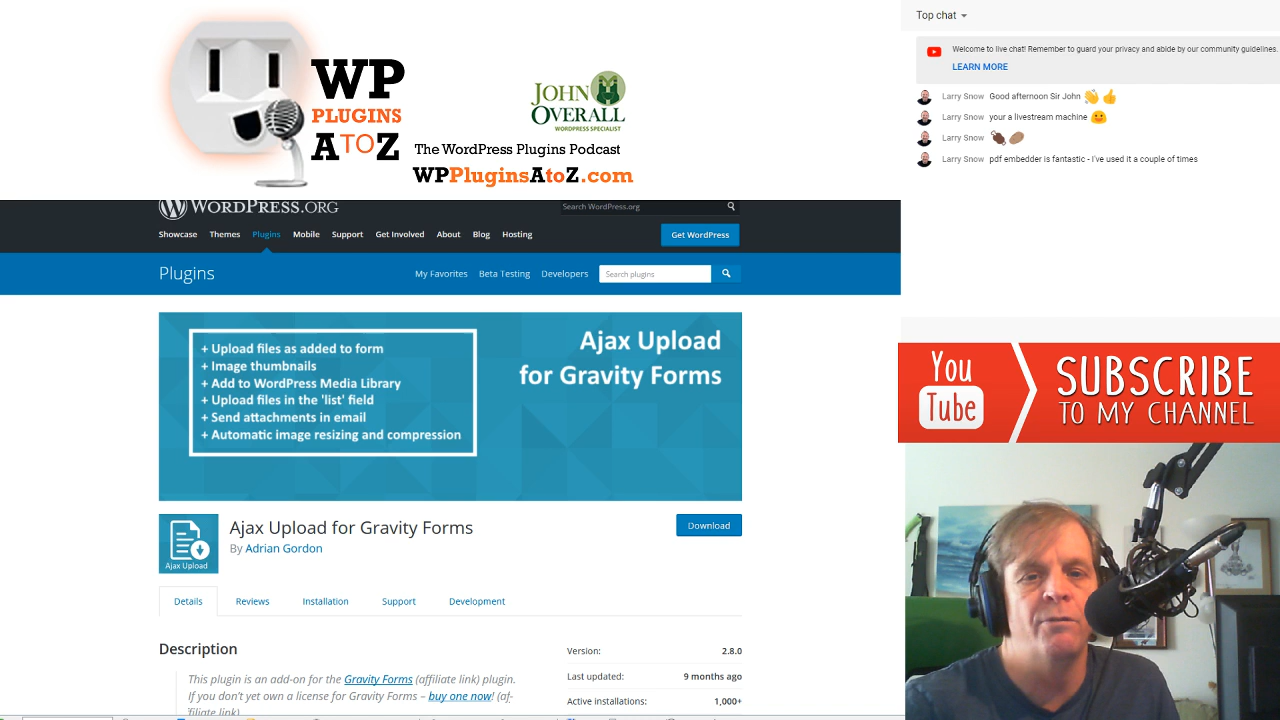 WP
PLUGINS
ATOZ
JOHN
OVERALL
WORDPRESS SPECIALIST
The WordPress Plugins Podcast
WPPluginsAtoZ.com
WORDPRESS.ORG
Search WordPress.org
Showcase Themes Plugins Mobile Support Get Involved About Blog Hosting
Get WordPress
Plugins
My Favorites Beta Testing Developers
Search plugins
+ Upload files as added to form
+ Image thumbnails
+ Add to WordPress Media Library
+ Upload files in the 'list' field
+ Send attachments in email
+ Automatic image resizing and compression
Ajax Upload
for Gravity Forms
Ajax Upload
Ajax Upload for Gravity Forms
By Adrian Gordon
Download
Details Reviews Installation Support Development
Description
This plugin is an add-on for the Gravity Forms (affiliate link) plugin.
If you don't yet own a license for Gravity Forms – buy one now! (af-
filiate link)
Version: 2.8.0
Last updated: 9 months ago
Active installations: 1,000+
Top chat
Welcome to live chat! Remember to guard your privacy and abide by our community guidelines.
LEARN MORE
Larry Snow Good afternoon Sir John 👋👍
Larry Snow your a livestream machine
Larry Snow
Larry Snow pdf embedder is fantastic - I've used it a couple of times
You
Tube
SUBSCRIBE
TO MY CHANNEL